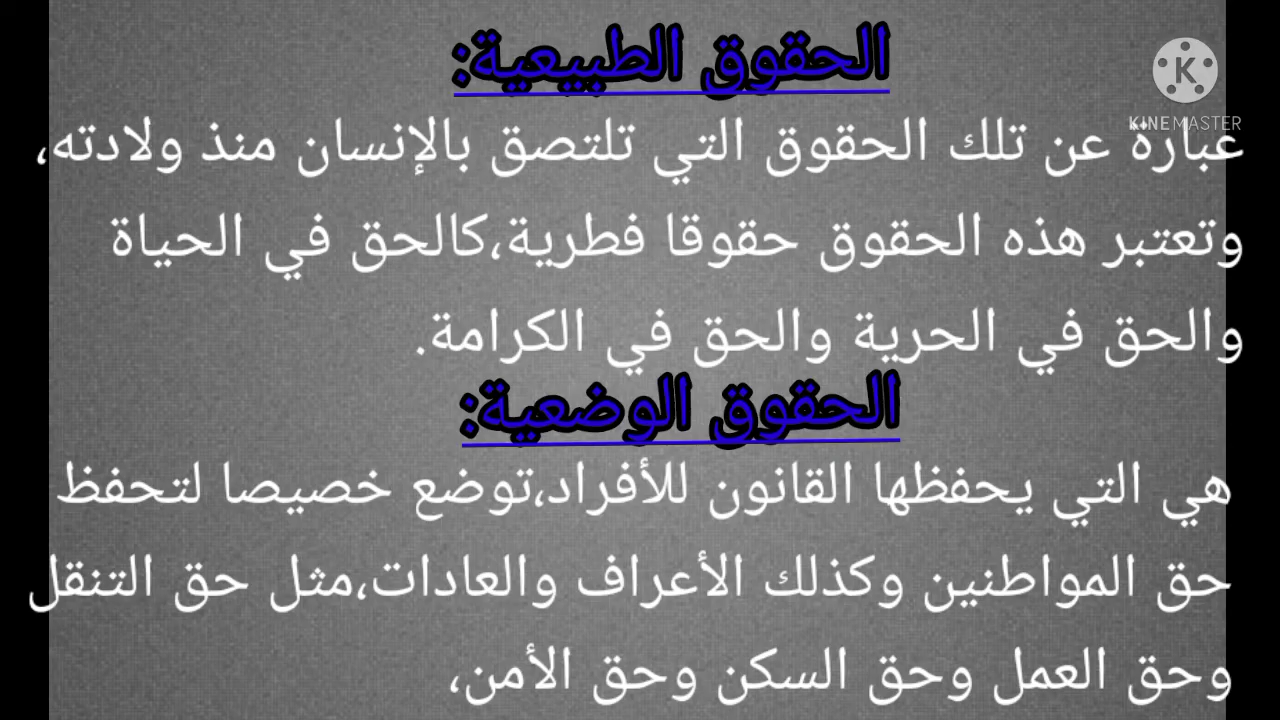 الحقوق الطبيعية:
KINEMASTER
عبارة عن تلك الحقوق التي تلتصق بالإنسان منذ ولادته،
وتعتبر هذه الحقوق حقوقا فطرية،كالحق في الحياة
والحق في الحرية والحق في الكرامة.
الحقوق الوضعية:
هي التي يحفظها القانون للأفراد،توضع خصيصا لتحفظ
حق المواطنين وكذلك الأعراف والعادات،مثل حق التنقل
وحق العمل وحق السكن وحق الأمن،